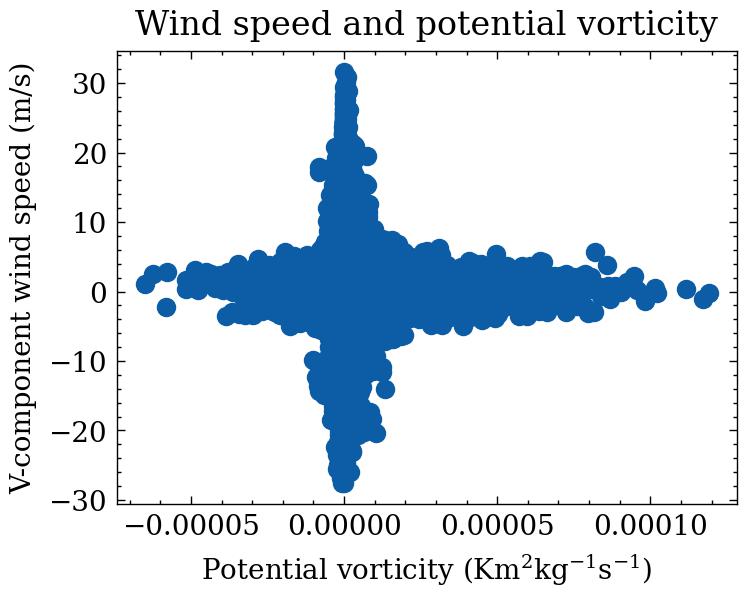 Wind speed and potential vorticity
V-component wind speed (m/s)
30
20
10
0
−10
−20
−30
−0.00005 0.00000 0.00005 0.00010
Potential vorticity (Km²kg⁻¹s⁻¹)